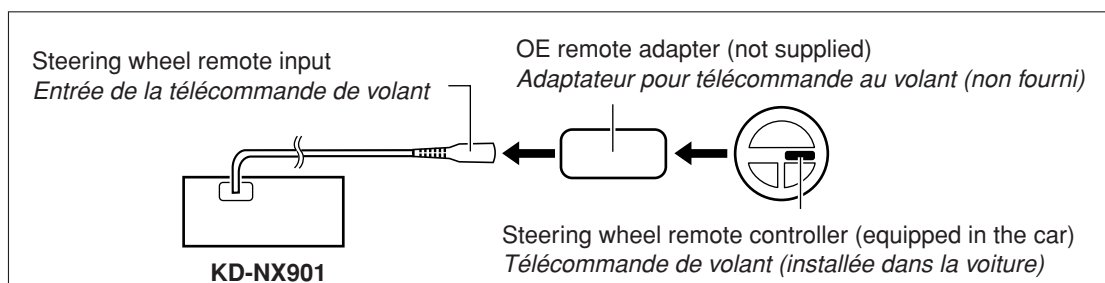 Steering wheel remote input
Entrée de la télécommande de volant
OE remote adapter (not supplied)
Adaptateur pour télécommande au volant (non fourni)
KD-NX901
Steering wheel remote controller (equipped in the car)
Télécommande de volant (installée dans la voiture)